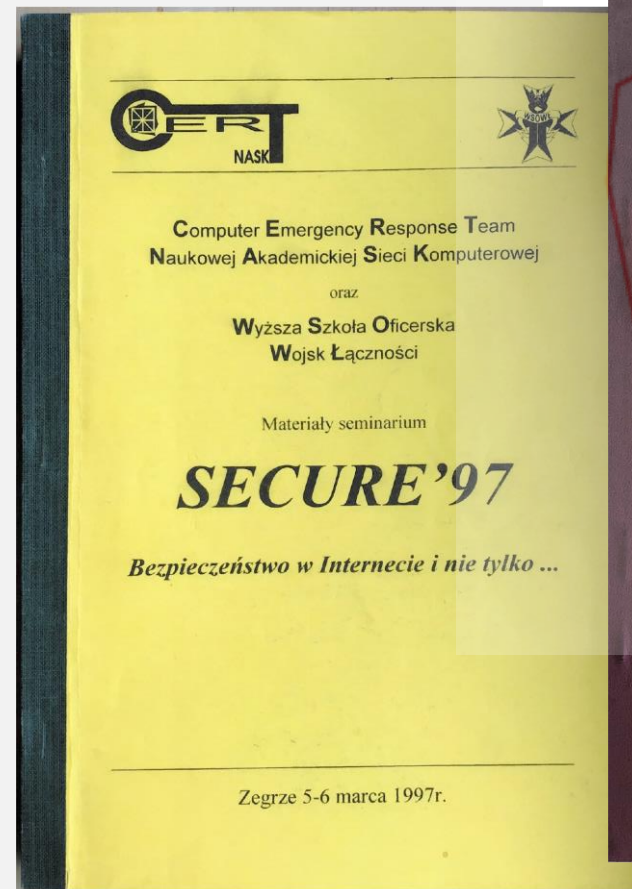 CERT
NASK
WSOWŁ
Computer Emergency Response Team
Naukowej Akademickiej Sieci Komputerowej
oraz
Wyższa Szkoła Oficerska
Wojsk Łączności
Materiały seminarium
SECURE’97
Bezpieczeństwo w Internecie i nie tylko ...
Zegrze 5-6 marca 1997r.